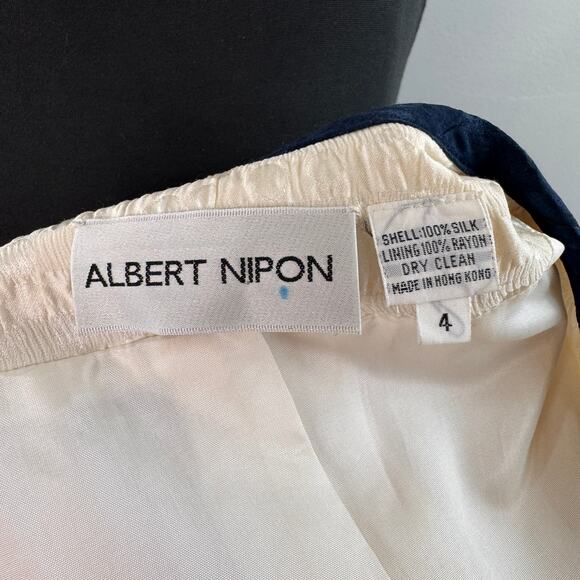 ALBERT NIPON
SHELL:100% SILK
LINING 100% RAYON
DRY CLEAN
MADE IN HONG KONG
4